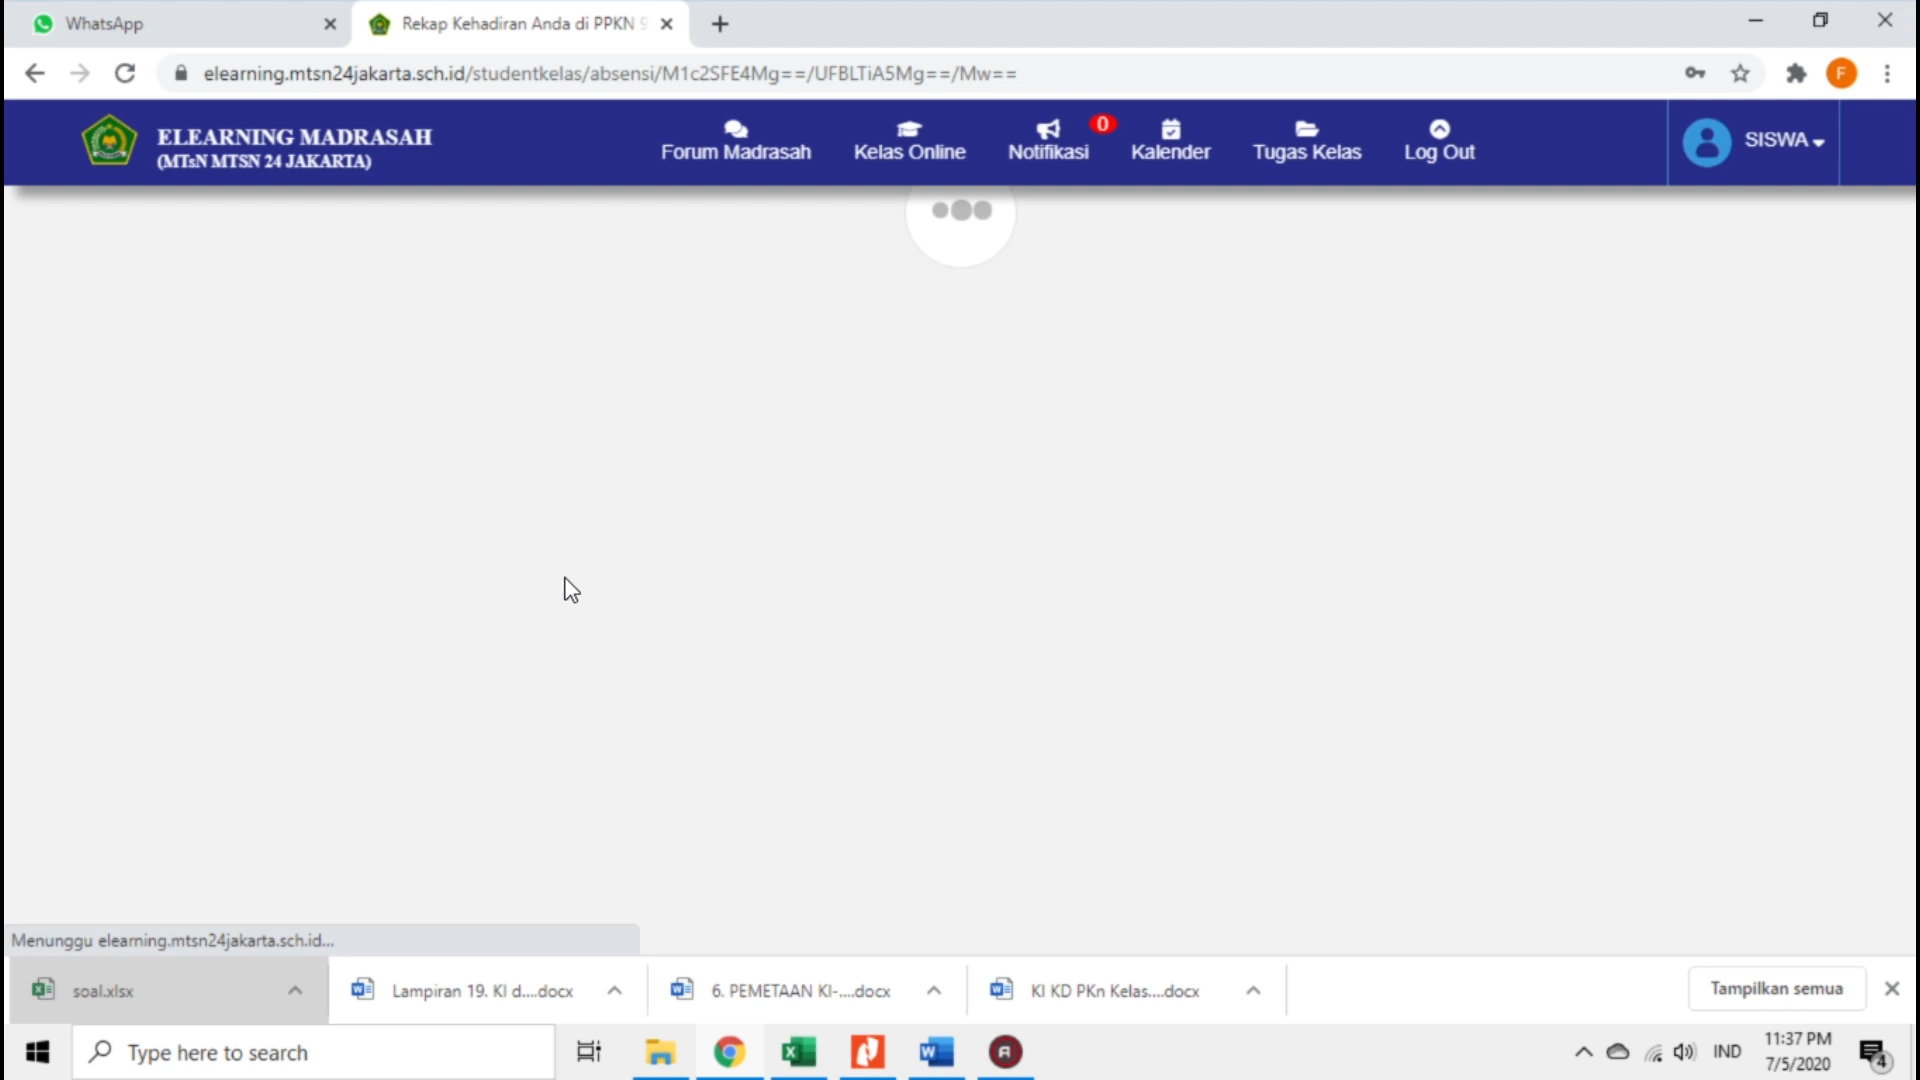 WhatsApp
Rekap Kehadiran Anda di PPKN 9
elearning.mtsn24jakarta.sch.id/studentkelas/absensi/M1c2SFE4Mg==/UFBLTiA5Mg==/Mw==
F
ELEARNING MADRASAH
(MTsN MTSN 24 JAKARTA)
Forum Madrasah
Kelas Online
Notifikasi
0
Kalender
Tugas Kelas
Log Out
SISWA
Menunggu elearning.mtsn24jakarta.sch.id...
soal.xlsx
Lampiran 19. KI d....docx
6. PEMETAAN KI-....docx
KI KD PKn Kelas....docx
Tampilkan semua
Type here to search
IND
11:37 PM
7/5/2020
4